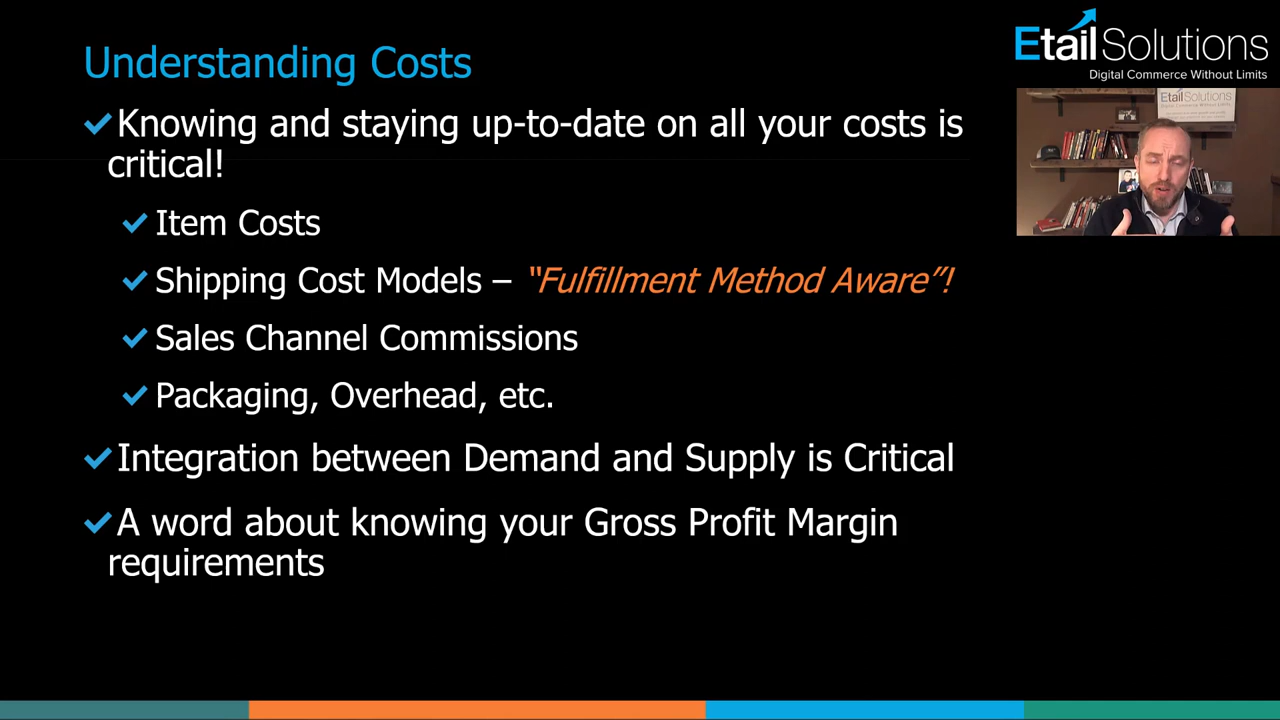 Understanding Costs
EtailSolutions
Digital Commerce Without Limits
EtailSolutions
✓Knowing and staying up-to-date on all your costs is
critical!
✓ Item Costs
✓ Shipping Cost Models – "Fulfillment Method Aware"!
✓ Sales Channel Commissions
✓ Packaging, Overhead, etc.
✓Integration between Demand and Supply is Critical
✓A word about knowing your Gross Profit Margin
requirements